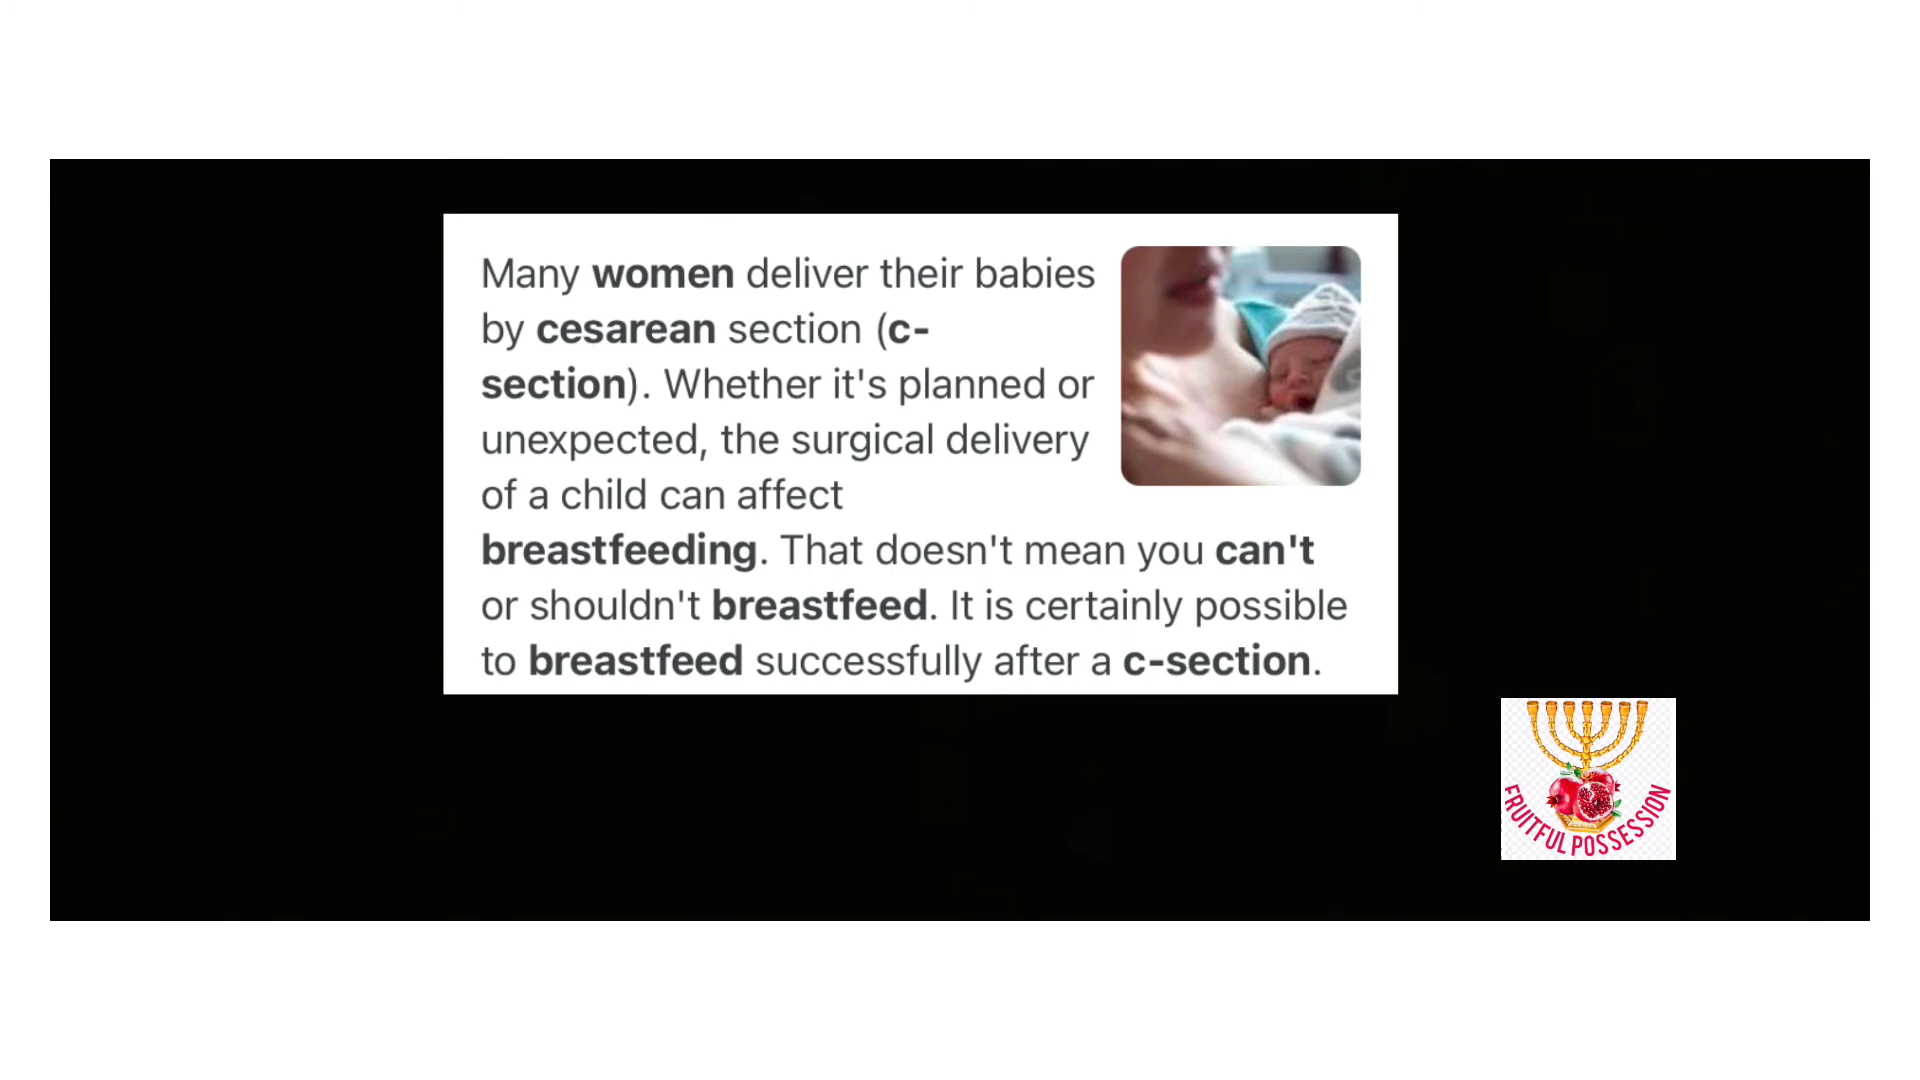 Many women deliver their babies
by cesarean section (c-
section). Whether it's planned or
unexpected, the surgical delivery
of a child can affect
breastfeeding. That doesn't mean you can't
or shouldn't breastfeed. It is certainly possible
to breastfeed successfully after a c-section.
FRUITFUL POSSESSION